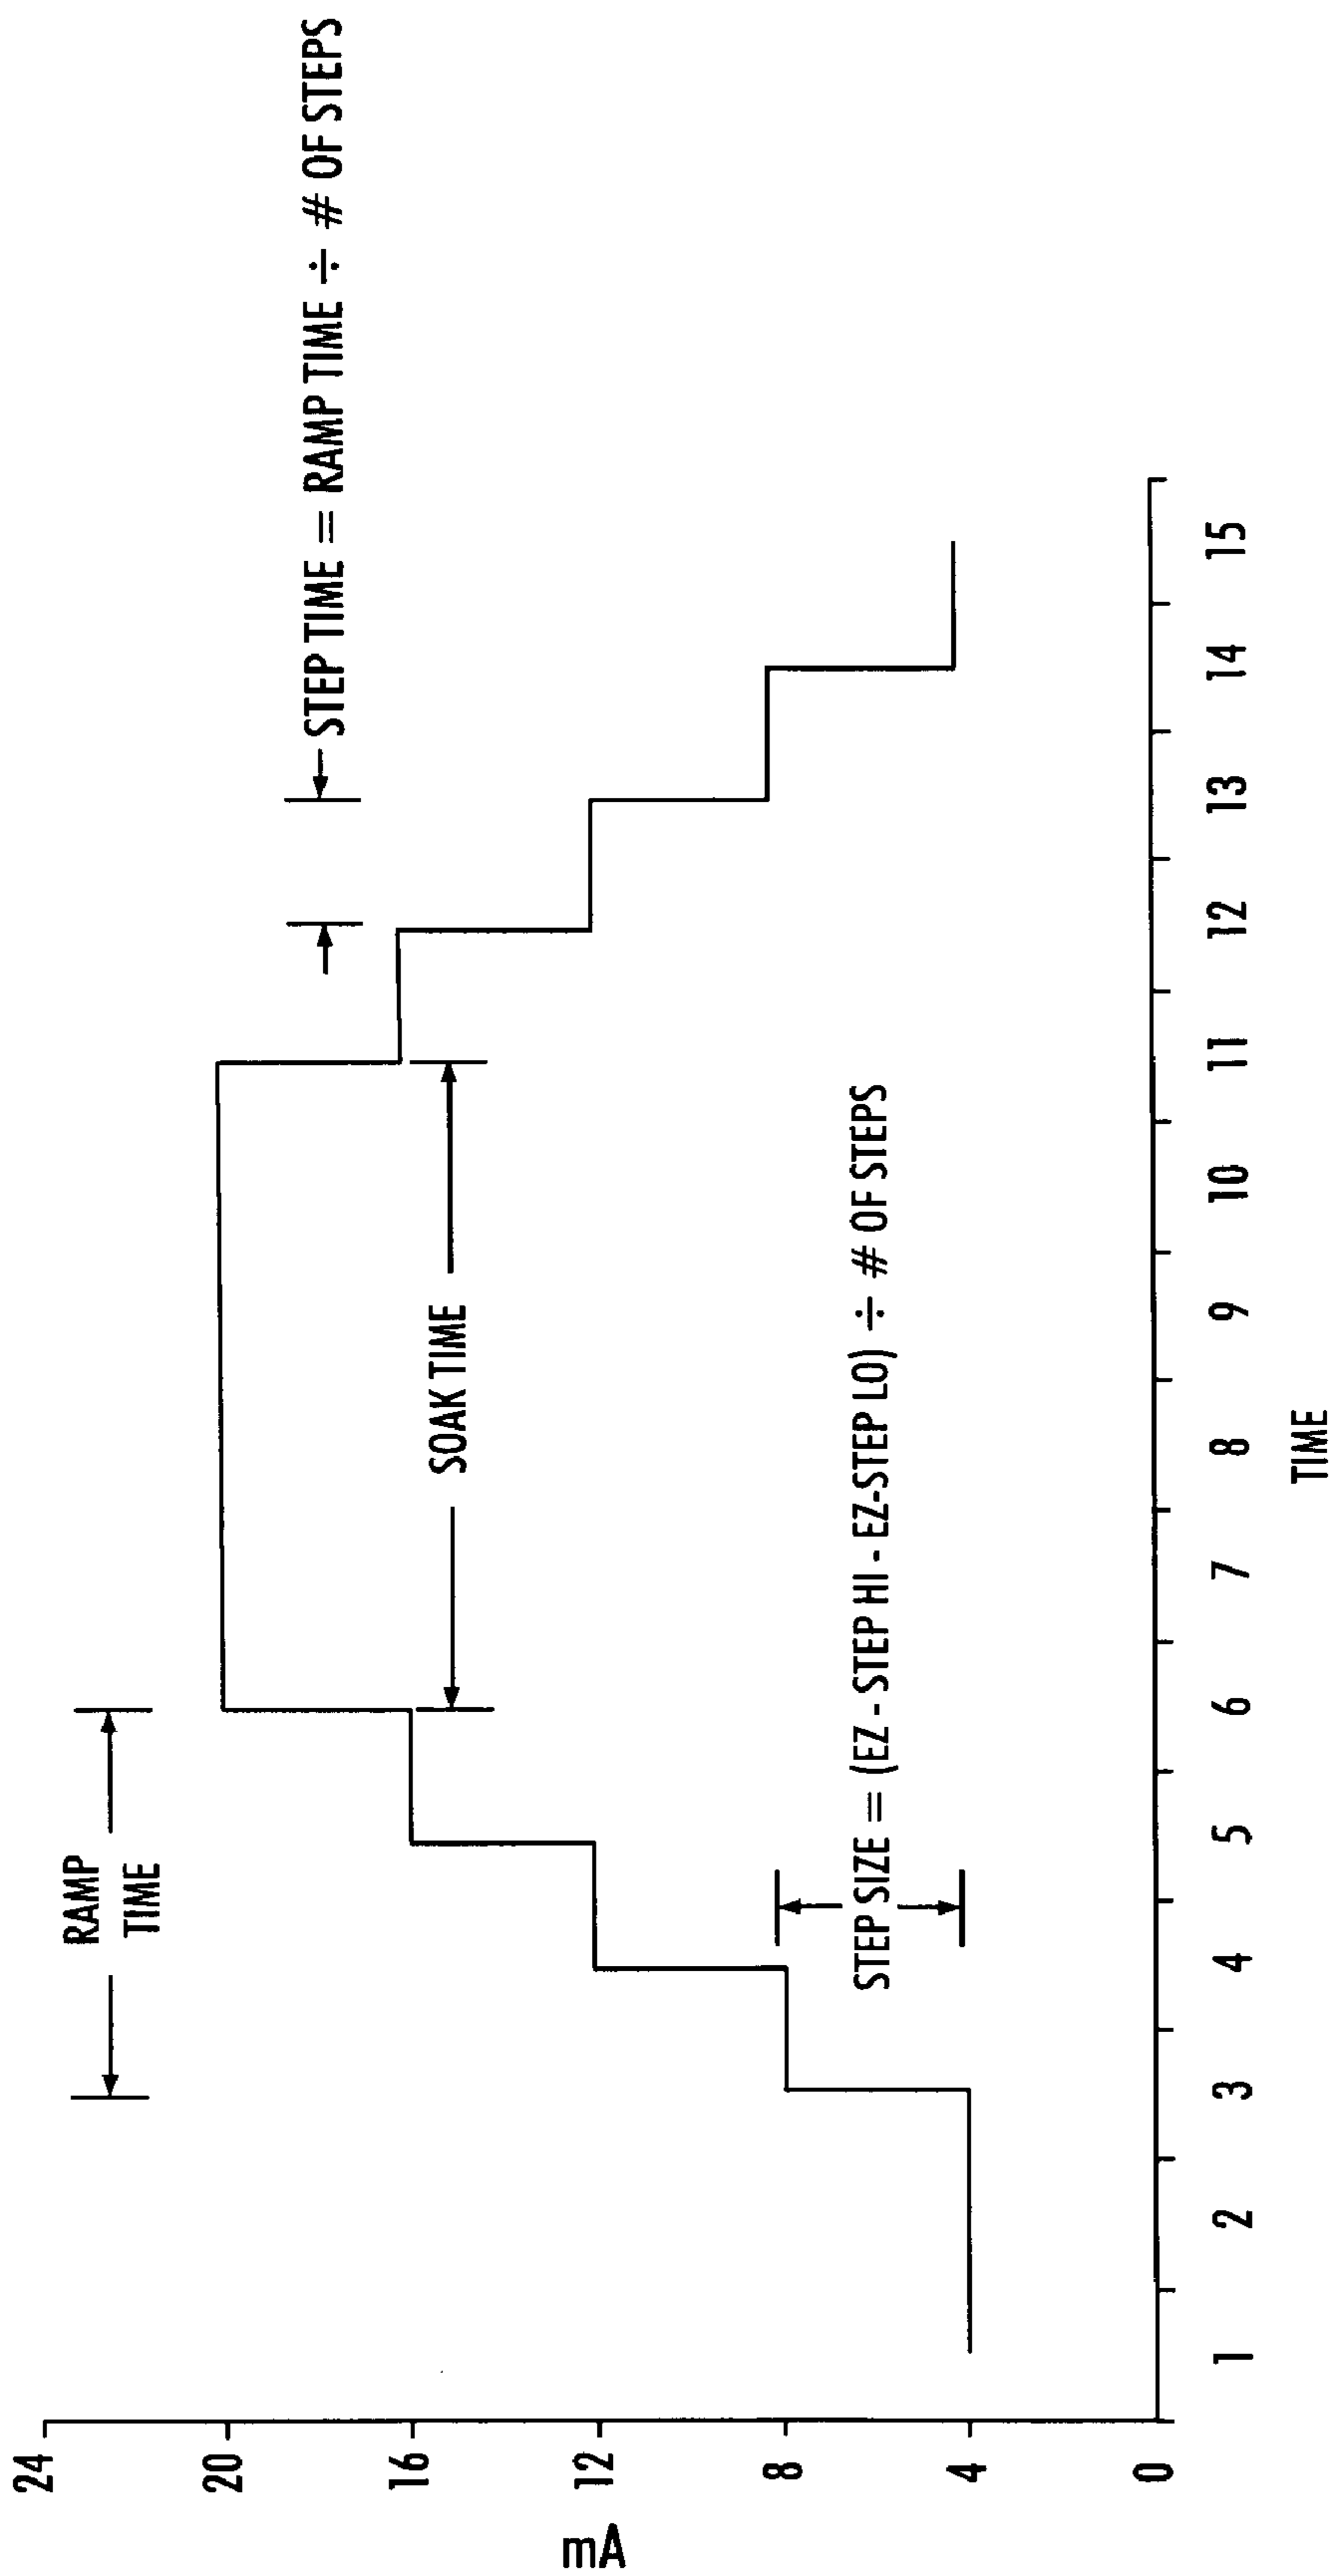 RAMP
TIME
STEP TIME = RAMP TIME ÷ # OF STEPS
SOAK TIME
STEP SIZE = (EZ - STEP HI - EZ-STEP LO) ÷ # OF STEPS
mA
24
20
16
12
8
4
0
1 2 3 4 5 6 7 8 9 10 11 12 13 14 15
TIME